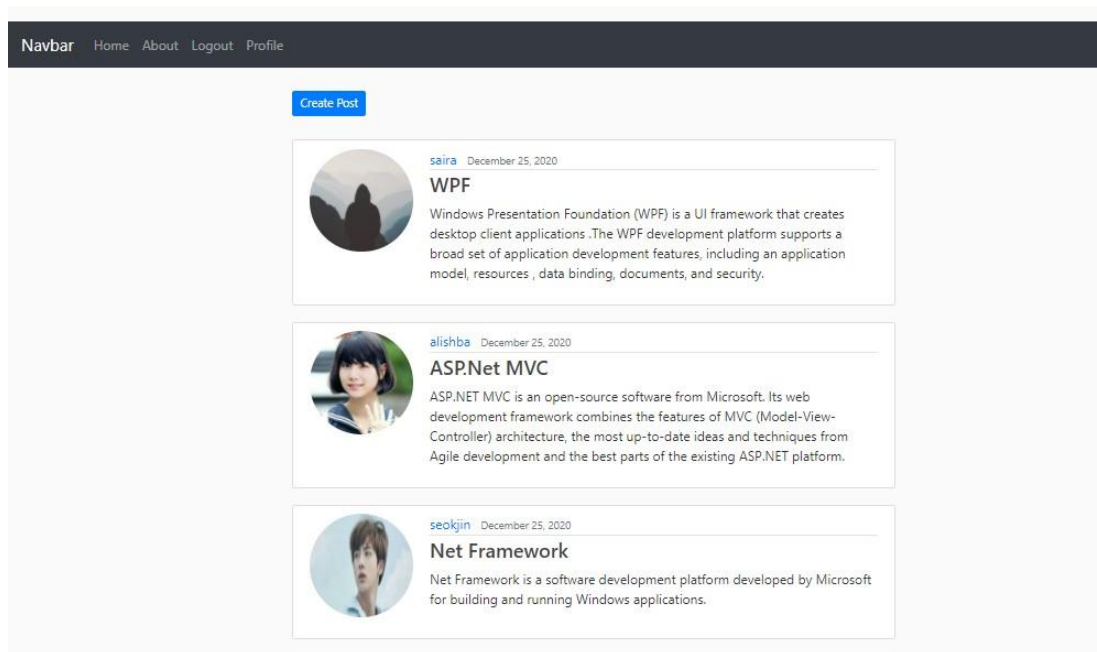 Navbar Home About Logout Profile
Create Post
saira December 25, 2020
WPF
Windows Presentation Foundation (WPF) is a UI framework that creates
desktop client applications .The WPF development platform supports a
broad set of application development features, including an application
model, resources , data binding, documents, and security.
alishba December 25, 2020
ASP.Net MVC
ASP.NET MVC is an open-source software from Microsoft. Its web
development framework combines the features of MVC (Model-View-
Controller) architecture, the most up-to-date ideas and techniques from
Agile development and the best parts of the existing ASP.NET platform.
seokjin December 25, 2020
Net Framework
Net Framework is a software development platform developed by Microsoft
for building and running Windows applications.